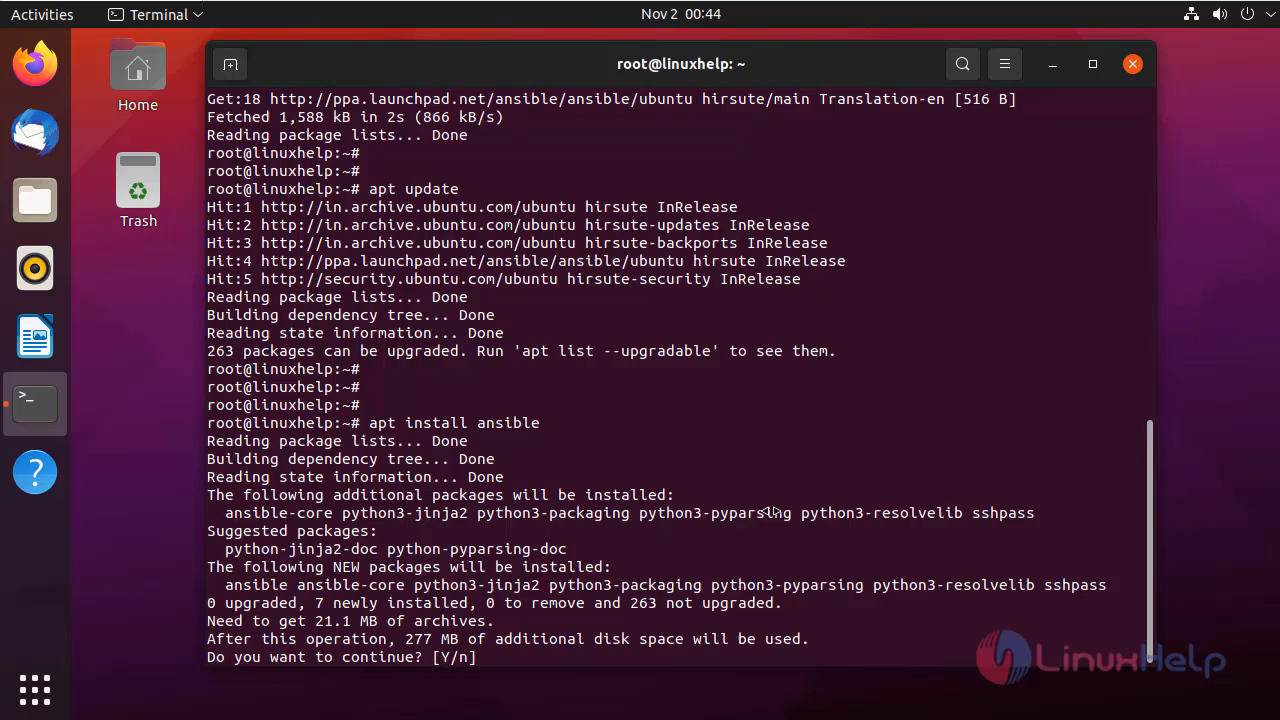 Activities
Terminal
Nov 2 00:44
Home
Trash
root@linuxhelp: ~
Get:18 http://ppa.launchpad.net/ansible/ansible/ubuntu hirsute/main Translation-en [516 B]
Fetched 1,588 kB in 2s (866 kB/s)
Reading package lists... Done
root@linuxhelp:~#
root@linuxhelp:~#
root@linuxhelp:~# apt update
Hit:1 http://in.archive.ubuntu.com/ubuntu hirsute InRelease
Hit:2 http://in.archive.ubuntu.com/ubuntu hirsute-updates InRelease
Hit:3 http://in.archive.ubuntu.com/ubuntu hirsute-backports InRelease
Hit:4 http://ppa.launchpad.net/ansible/ansible/ubuntu hirsute InRelease
Hit:5 http://security.ubuntu.com/ubuntu hirsute-security InRelease
Reading package lists... Done
Building dependency tree... Done
Reading state information... Done
263 packages can be upgraded. Run 'apt list --upgradable' to see them.
root@linuxhelp:~#
root@linuxhelp:~#
root@linuxhelp:~#
root@linuxhelp:~# apt install ansible
Reading package lists... Done
Building dependency tree... Done
Reading state information... Done
The following additional packages will be installed:
  ansible-core python3-jinja2 python3-packaging python3-pyparsing python3-resolvelib sshpass
Suggested packages:
  python-jinja2-doc python-pyparsing-doc
The following NEW packages will be installed:
  ansible ansible-core python3-jinja2 python3-packaging python3-pyparsing python3-resolvelib sshpass
0 upgraded, 7 newly installed, 0 to remove and 263 not upgraded.
Need to get 21.1 MB of archives.
After this operation, 277 MB of additional disk space will be used.
Do you want to continue? [Y/n]
LinuxHelp